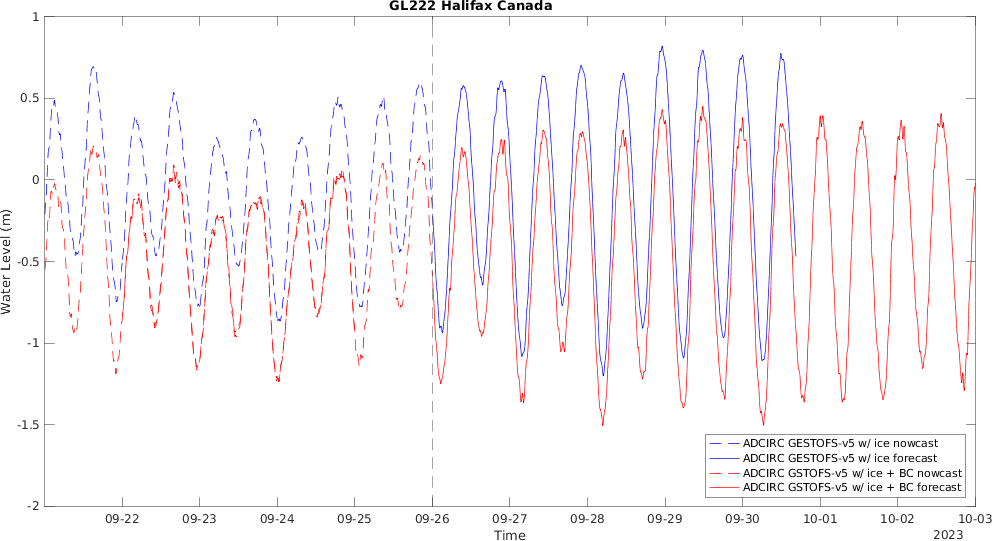 GL222 Halifax Canada
1
0.5
0
-0.5
-1
-1.5
-2
Water Level (m)
ADCIRC GESTOFS-v5 w/ ice nowcast
ADCIRC GESTOFS-v5 w/ ice forecast
ADCIRC GSTOFS-v5 w/ ice + BC nowcast
ADCIRC GSTOFS-v5 w/ ice + BC forecast
09-22 09-23 09-24 09-25 09-26 09-27 09-28 09-29 09-30 10-01 10-02 10-03
Time
2023